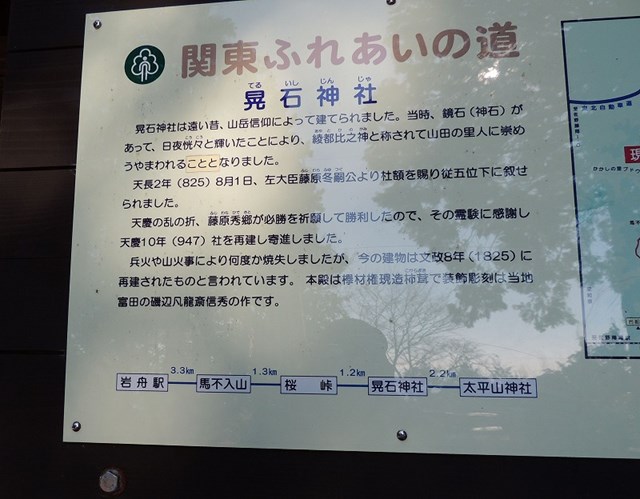 関東ふれあいの道
てる いし じん じゃ
晃石神社
晃石神社は遠い昔、山岳信仰によって建てられました。当時、鏡石(神石)が
あって、日夜恍々と輝いたことにより、綾都比之神と称されて山田の里人に崇め
うやまわれることとなりました。
天長2年(825)8月1日、左大臣藤原冬嗣公より社額を賜り従五位下に叙せ
られました。
天慶の乱の折、藤原秀郷が必勝を祈願して勝利したので、その霊験に感謝し
天慶10年(947)社を再建し寄進しました。
兵火や山火事により何度か焼失しましたが、今の建物は文政8年(1825)に
再建されたものと言われています。本殿は欅材権現造杮葺で装飾彫刻は当地
富田の磯辺凡龍斎信秀の作です。
岩舟駅 3.3km 馬不入山 1.3km 桜峠 1.2km 晃石神社 2.2km 太平山神社